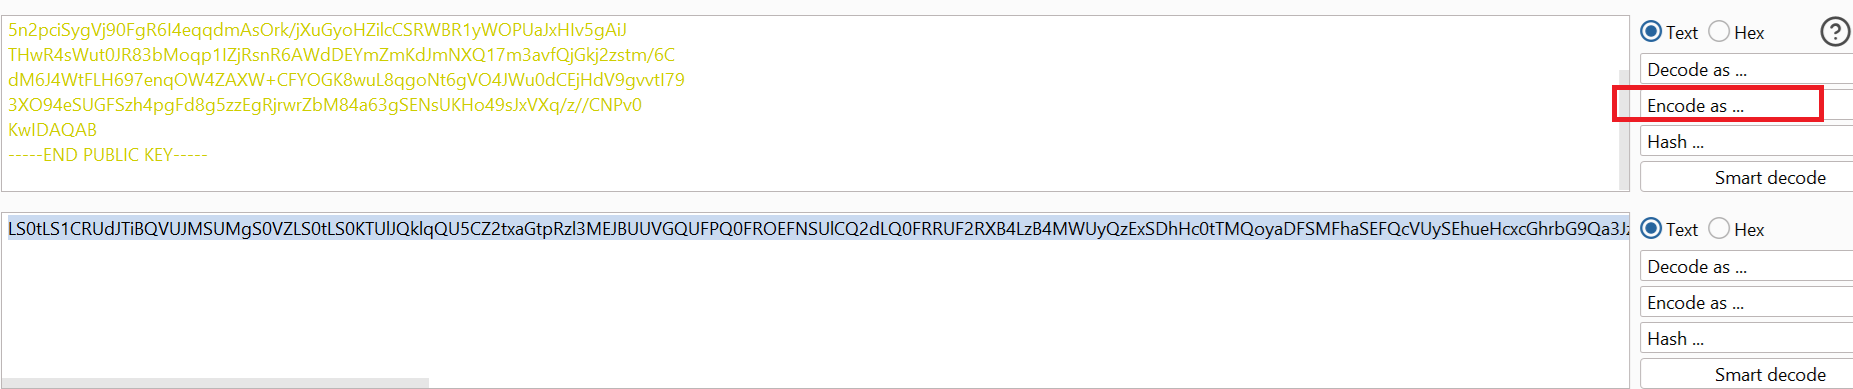 5n2pciSygVj90FgR6I4eqqdmAsOrk/jXuGyoHZilcCSRWBR1yWOPUaJxHIv5gAiJ
Text Hex
THwR4sWut0JR83bMoqp1IZjRsnR6AWdDEYmZmKdJmNXQ17m3avfQjGkj2zstm/6C
Decode as ...
dM6J4WtFLH697enqOW4ZAXW+CFYOGK8wuL8qgoNt6gVO4JWu0dCEjHdV9gvvtI79
3XO94eSUGFSzh4pgFd8g5zzEgRjrwrZbM84a63gSENsUKHo49sJxVXq/z//CNPv0
Encode as ...
KwIDAQAB
Hash ...
-----END PUBLIC KEY-----
Smart decode
LS0tLS1CRUdJTiBQVUJMSUMgS0VZLS0tLS0KTUlJQklqQU5CZ2txaGtpRzl3MEJBUUVGQUFPQ0FROEFNSUlCQ2dLQ0FRRUF2RXB4LzB4MWUyQzExSDhHc0tTMQoyaDFSMFhaSEFQcVUySEhueHcxcGhrbG9Qa3Jz
Text Hex
Decode as ...
Encode as ...
Hash ...
Smart decode